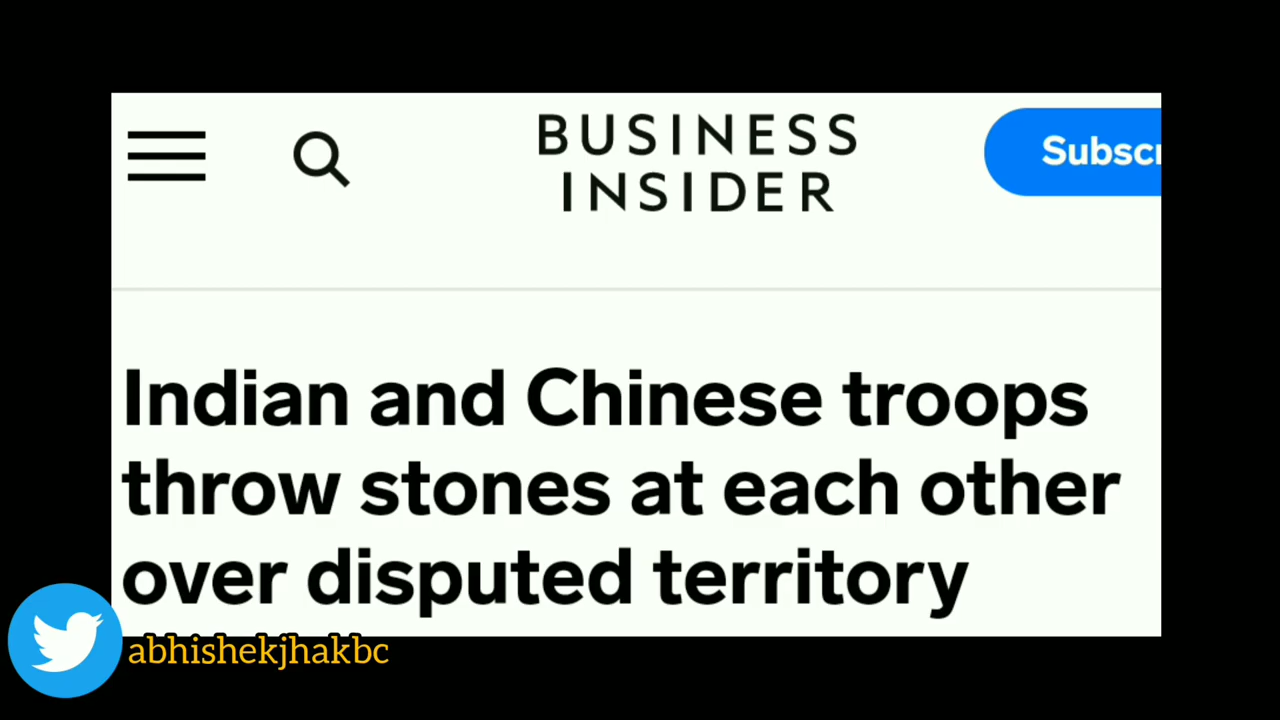 BUSINESS
INSIDER
Subscr
Indian and Chinese troops
throw stones at each other
over disputed territory
abhishekjhakbc